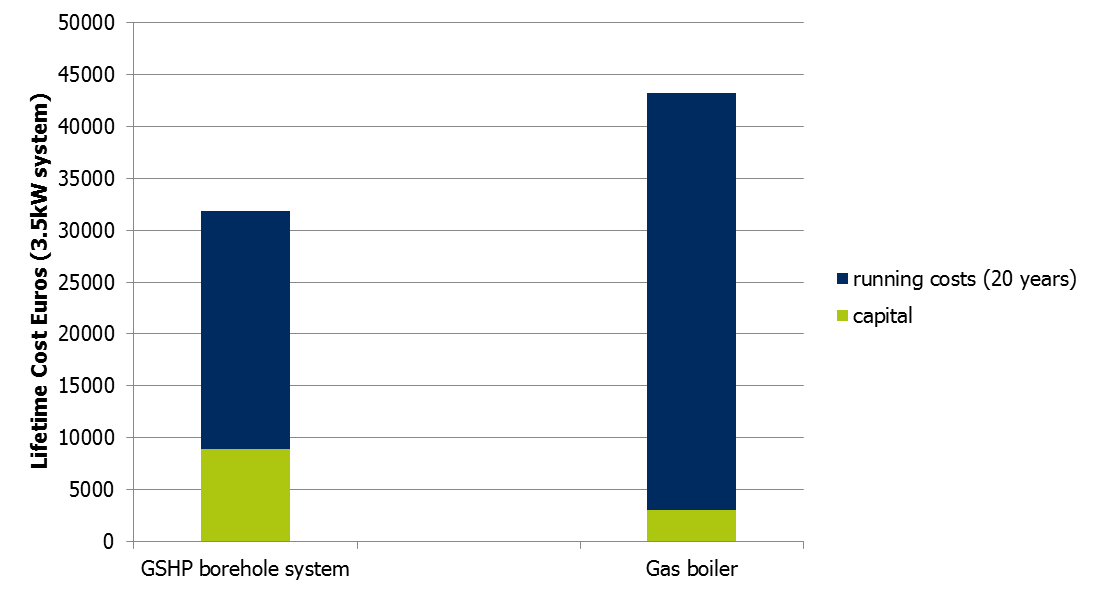 Lifetime Cost Euros (3.5kW system)
50000
45000
40000
35000
30000
25000
20000
15000
10000
5000
0
GSHP borehole system
Gas boiler
running costs (20 years)
capital